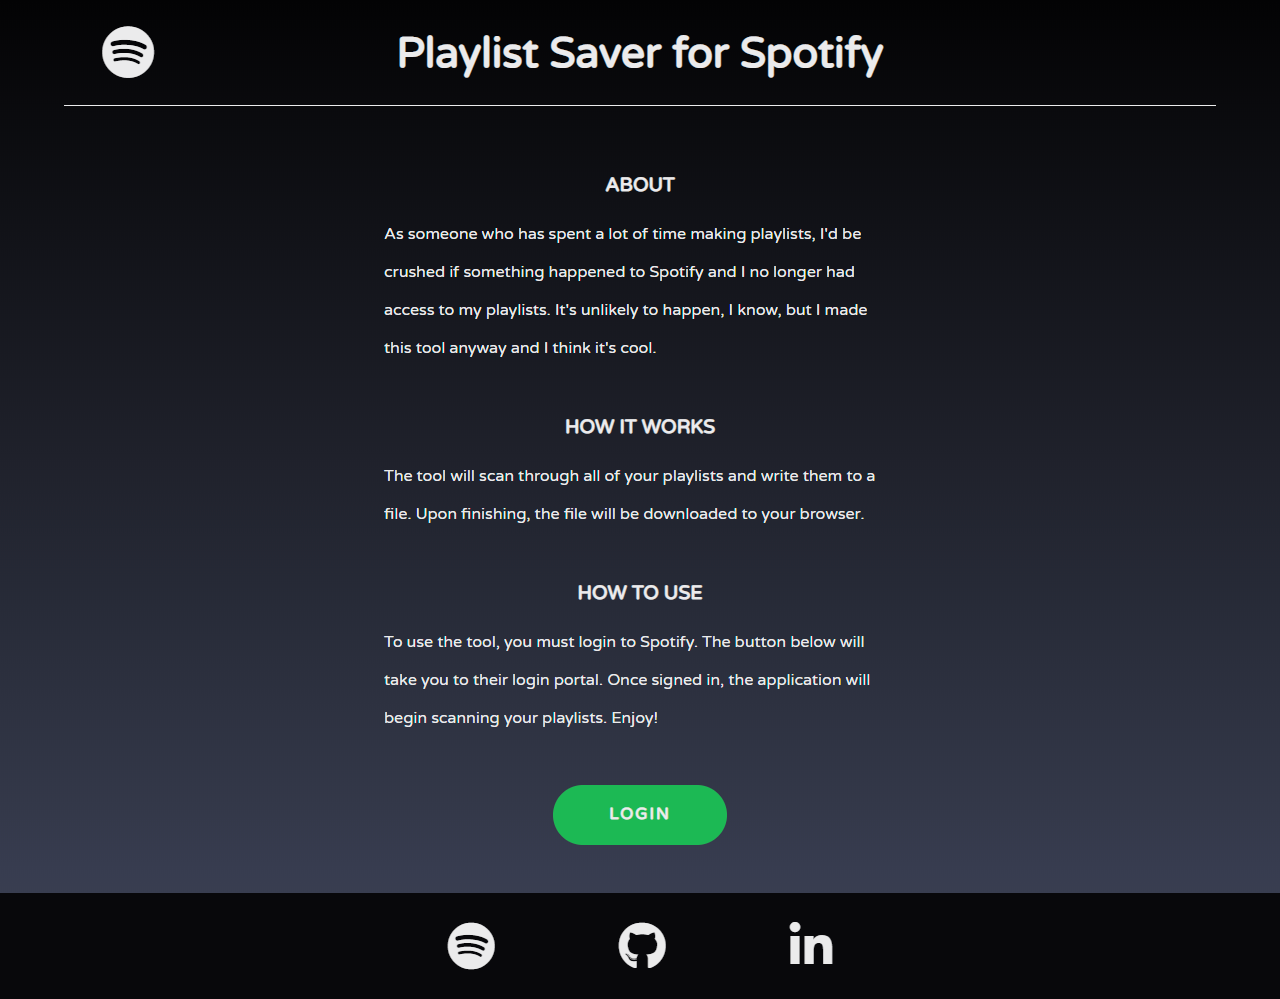 Playlist Saver for Spotify
ABOUT
As someone who has spent a lot of time making playlists, I'd be
crushed if something happened to Spotify and I no longer had
access to my playlists. It's unlikely to happen, I know, but I made
this tool anyway and I think it's cool.
HOW IT WORKS
The tool will scan through all of your playlists and write them to a
file. Upon finishing, the file will be downloaded to your browser.
HOW TO USE
To use the tool, you must login to Spotify. The button below will
take you to their login portal. Once signed in, the application will
begin scanning your playlists. Enjoy!
LOGIN
in